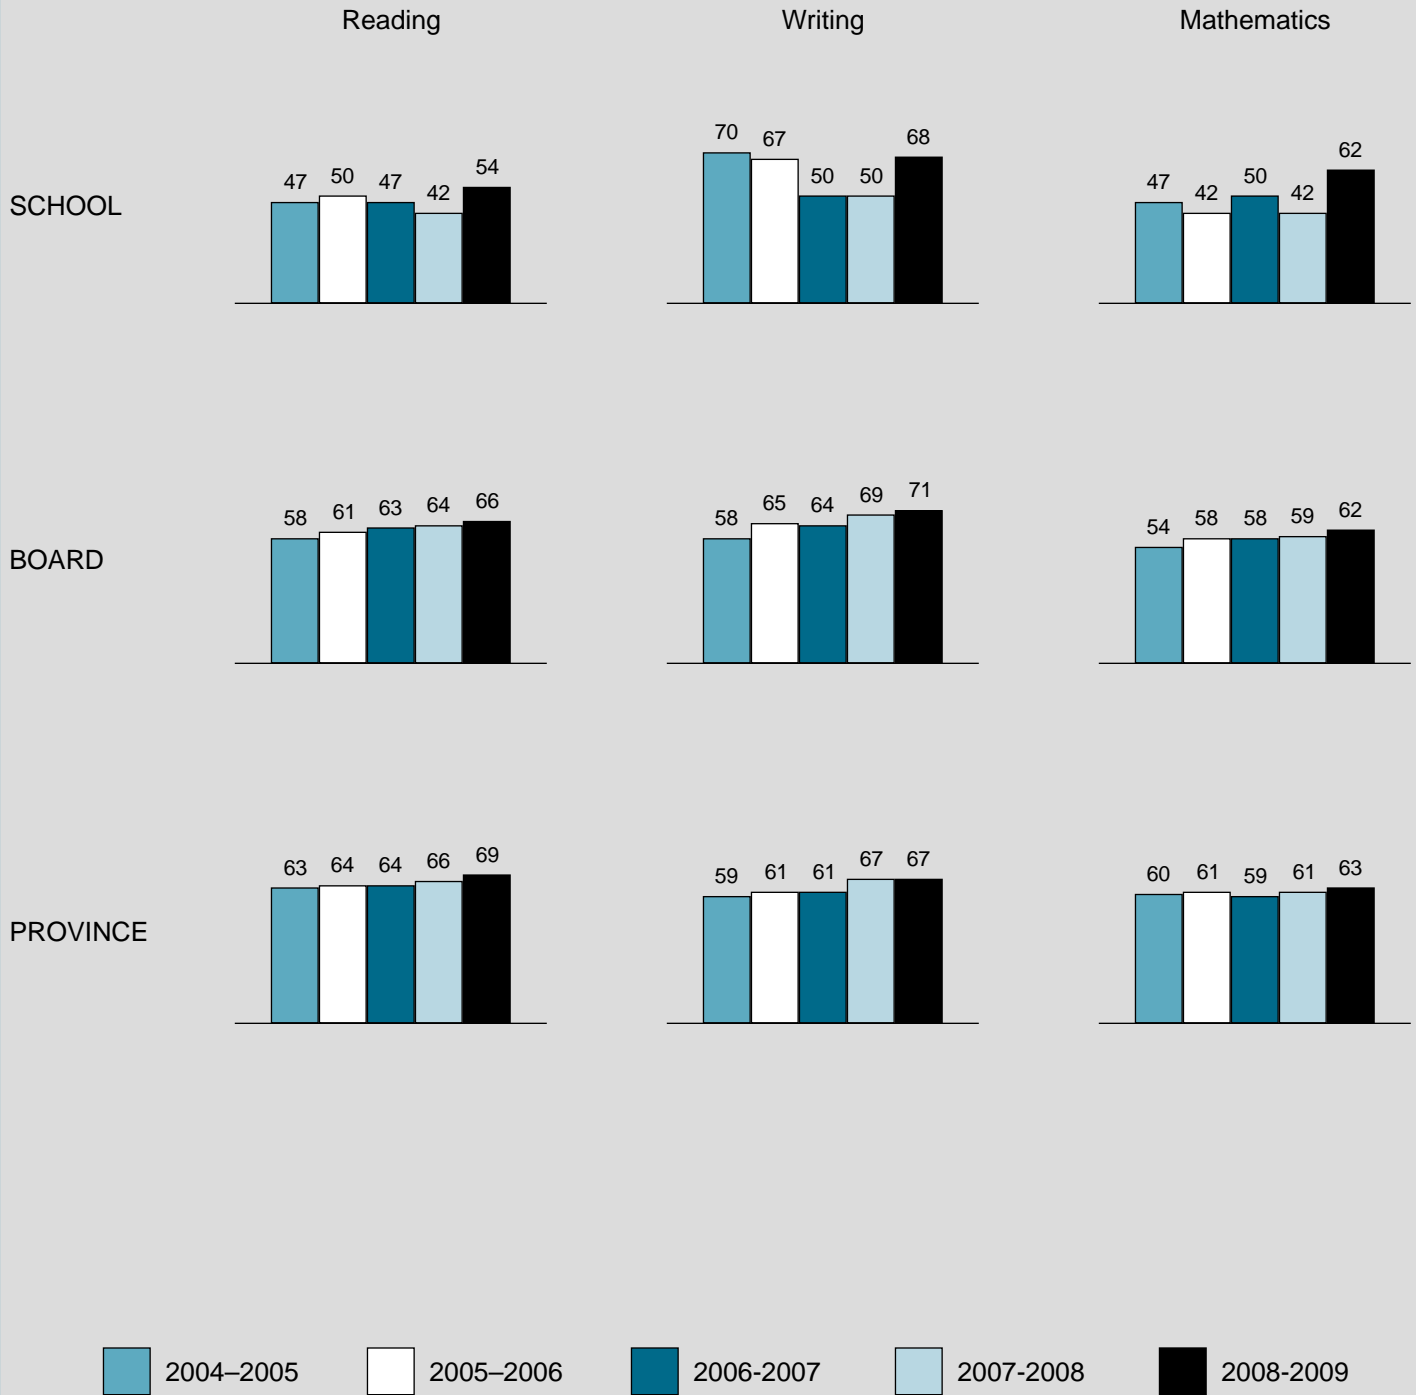 Reading Writing Mathematics
SCHOOL
47 50 47 42 54
70 67 50 50 68
47 42 50 42 62
BOARD
58 61 63 64 66
58 65 64 69 71
54 58 58 59 62
PROVINCE
63 64 64 66 69
59 61 61 67 67
60 61 59 61 63
2004–2005 2005–2006 2006-2007 2007-2008 2008-2009